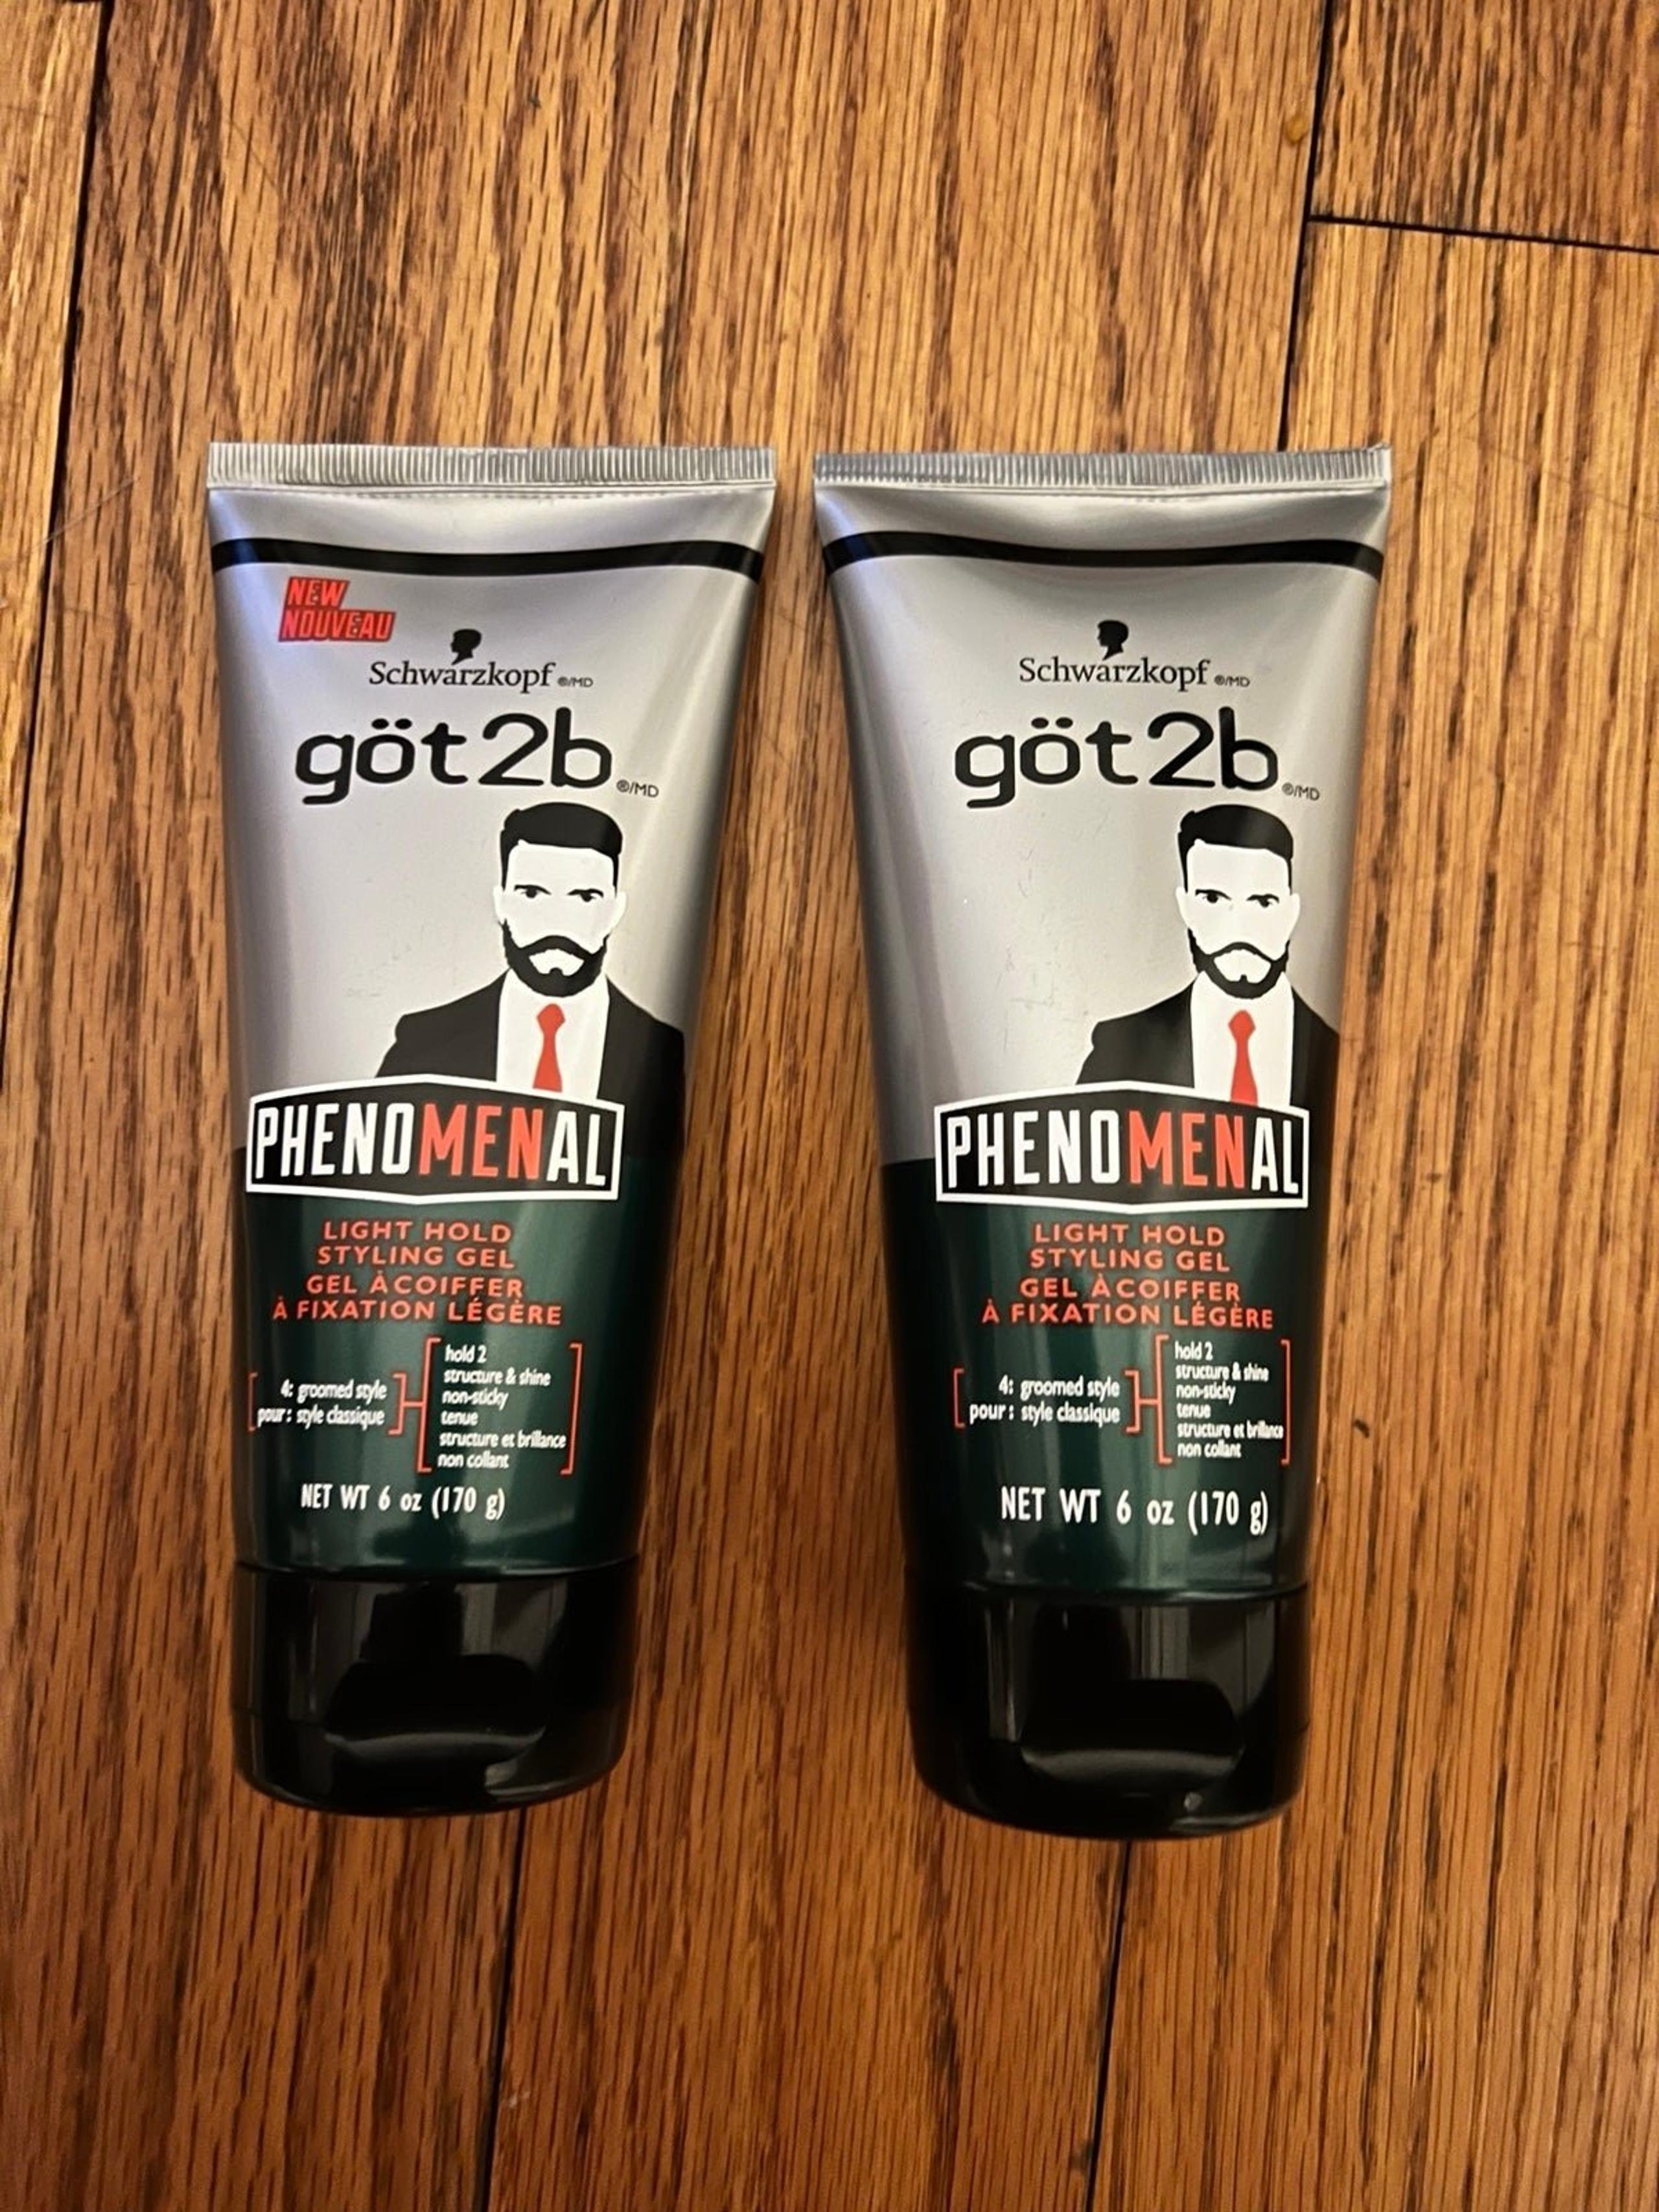 NEW
NOUVEAU
Schwarzkopf ®/MD
göt2b ®/MD
PHENOMENAL
LIGHT HOLD
STYLING GEL
GEL À COIFFER
À FIXATION LÉGÈRE
4: groomed style
pour : style classique
hold 2
structure & shine
non-sticky
tenue
structure et brillance
non collant
NET WT 6 oz (170 g)
Schwarzkopf ®/MD
göt2b ®/MD
PHENOMENAL
LIGHT HOLD
STYLING GEL
GEL À COIFFER
À FIXATION LÉGÈRE
4: groomed style
pour : style classique
hold 2
structure & shine
non-sticky
tenue
structure et brillance
non collant
NET WT 6 oz (170 g)